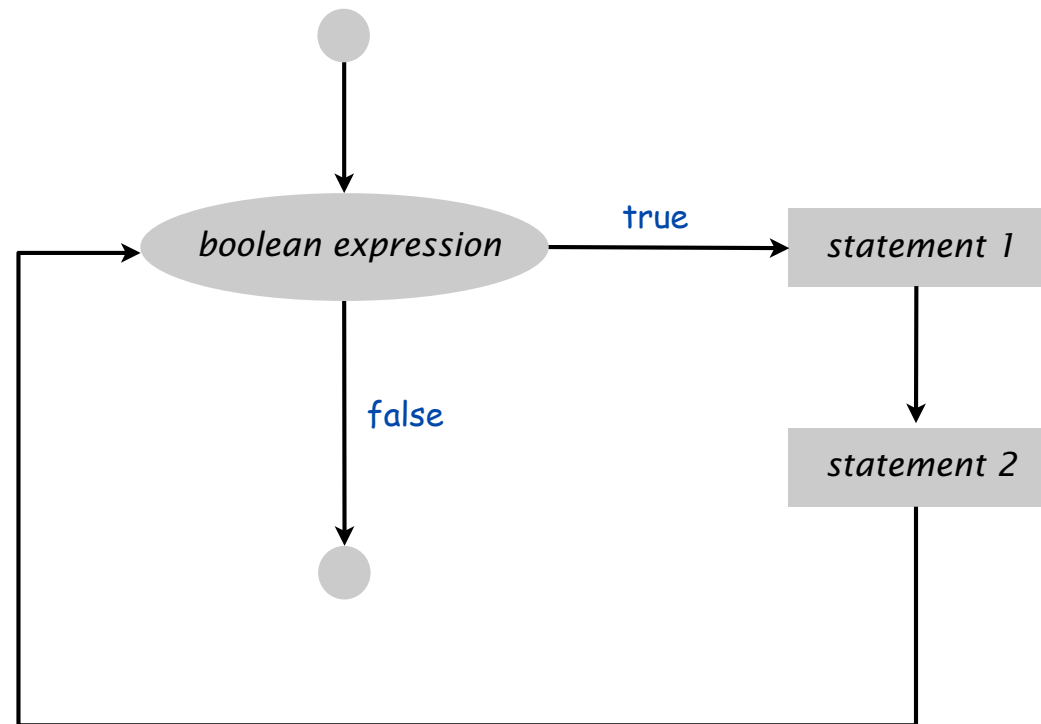 boolean expression
true
statement 1
false
statement 2